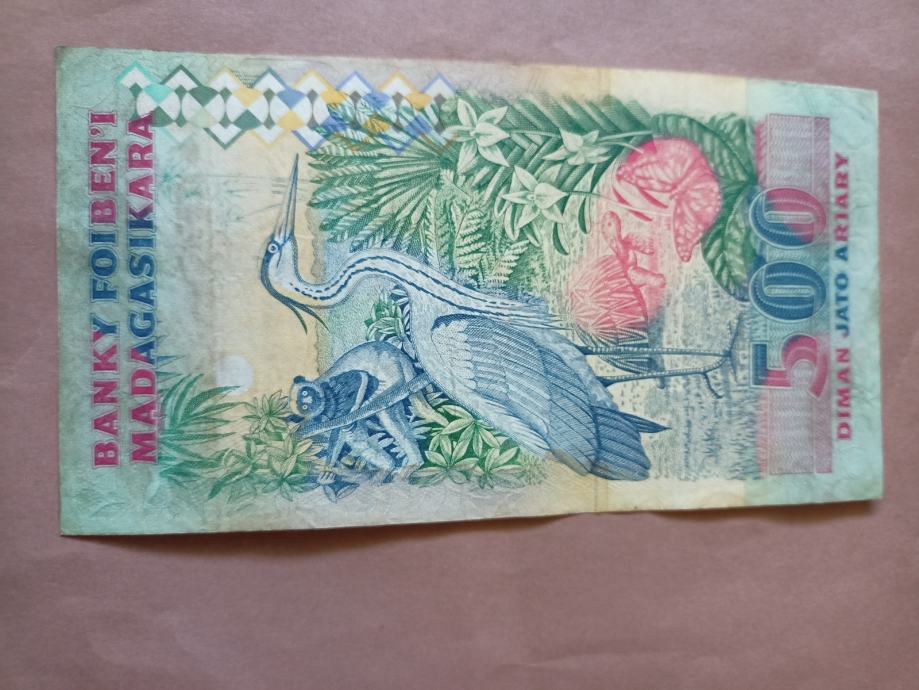 BANKY FOIBEN'I
MADAGASIKARA
500
DIMAN JATO ARIARY